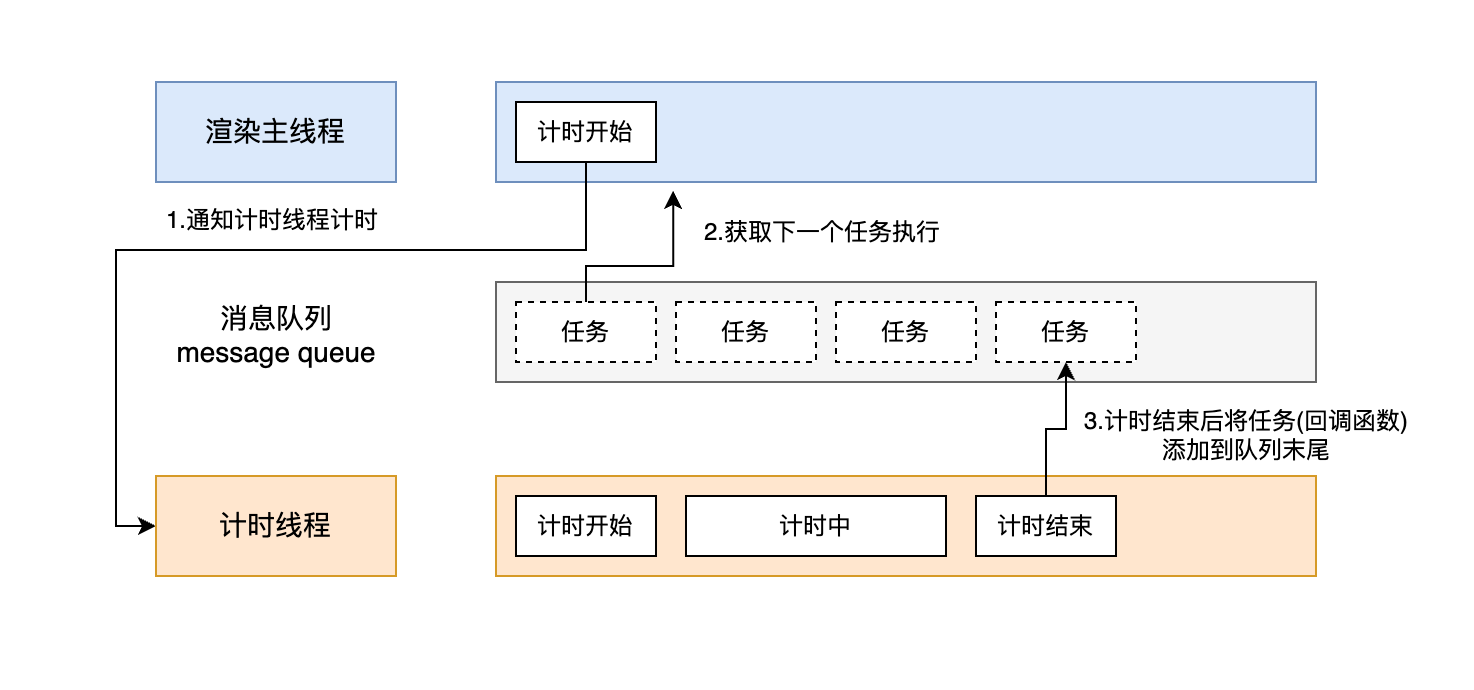 渲染主线程
计时开始
1.通知计时线程计时
2.获取下一个任务执行
消息队列
message queue
任务
任务
任务
任务
3.计时结束后将任务(回调函数)
添加到队列末尾
计时线程
计时开始
计时中
计时结束